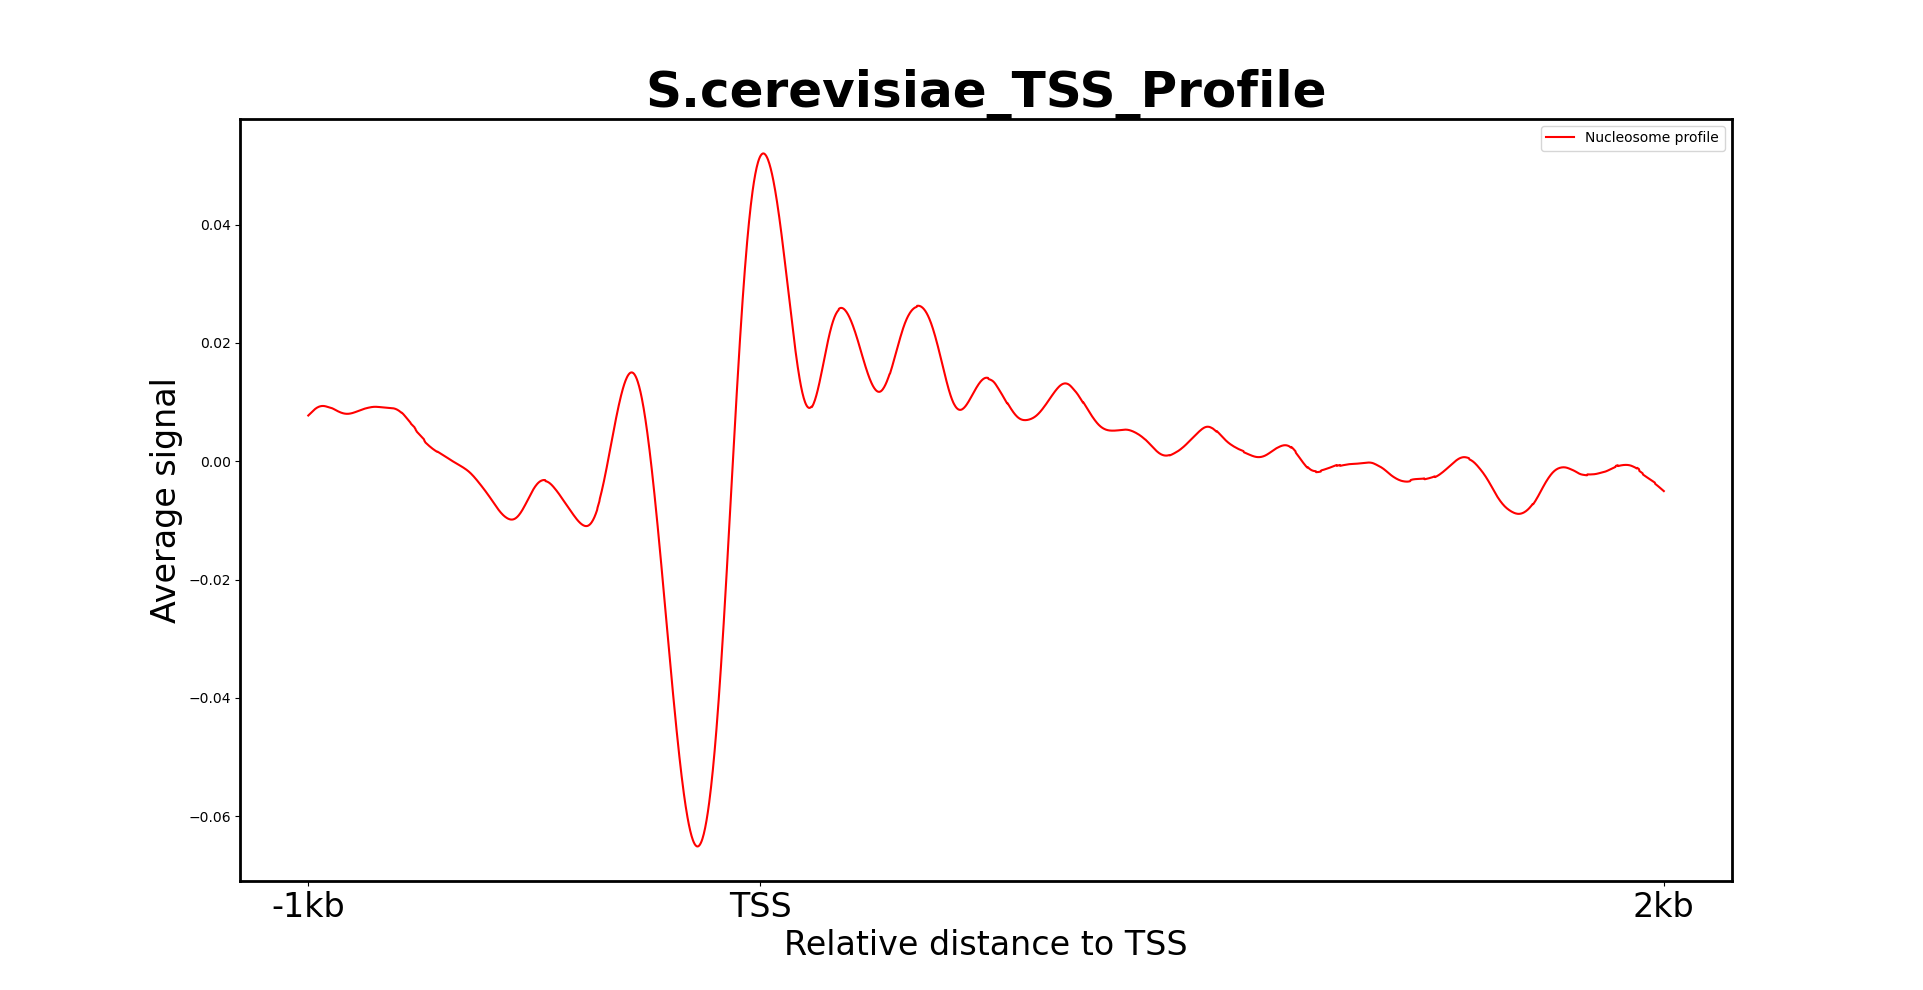 S.cerevisiae_TSS_Profile
Nucleosome profile
0.04
0.02
0.00
−0.02
−0.04
−0.06
Average signal
-1kb TSS 2kb
Relative distance to TSS